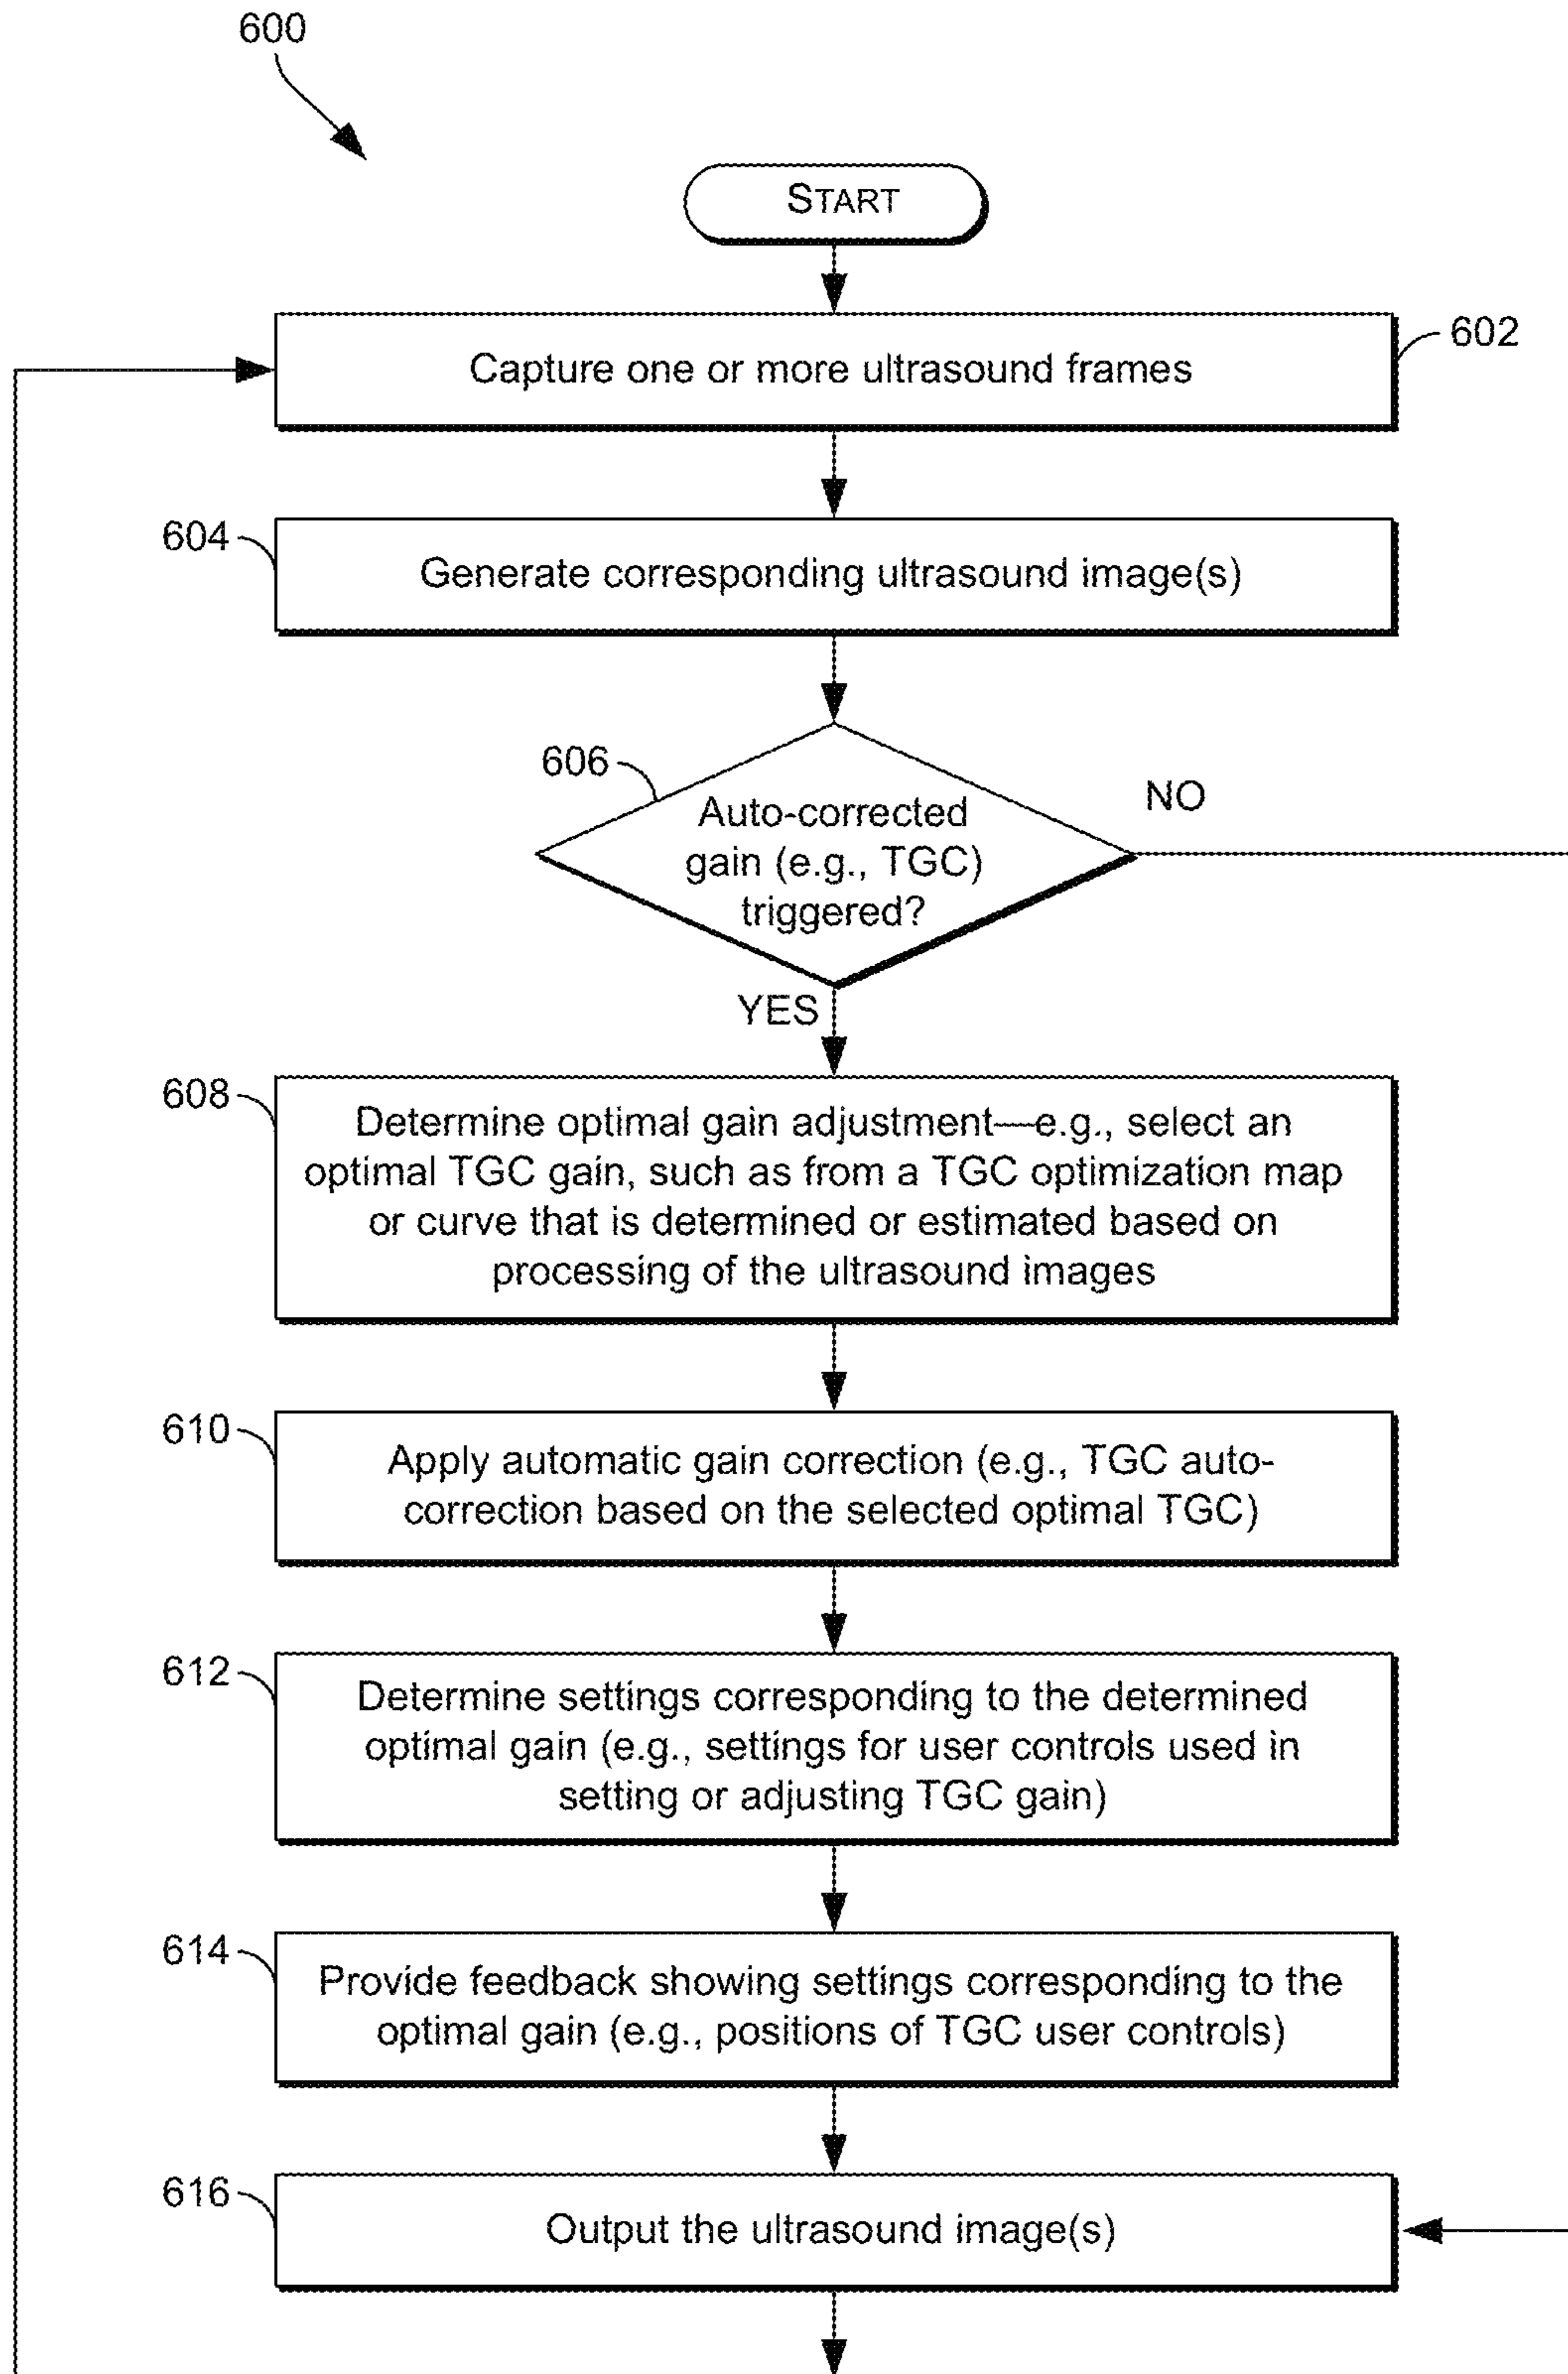 600
START
Capture one or more ultrasound frames
602
604
Generate corresponding ultrasound image(s)
606
Auto-corrected
gain (e.g., TGC)
triggered?
NO
YES
608
Determine optimal gain adjustment—e.g., select an
optimal TGC gain, such as from a TGC optimization map
or curve that is determined or estimated based on
processing of the ultrasound images
610
Apply automatic gain correction (e.g., TGC auto-
correction based on the selected optimal TGC)
612
Determine settings corresponding to the determined
optimal gain (e.g., settings for user controls used in
setting or adjusting TGC gain)
614
Provide feedback showing settings corresponding to the
optimal gain (e.g., positions of TGC user controls)
616
Output the ultrasound image(s)